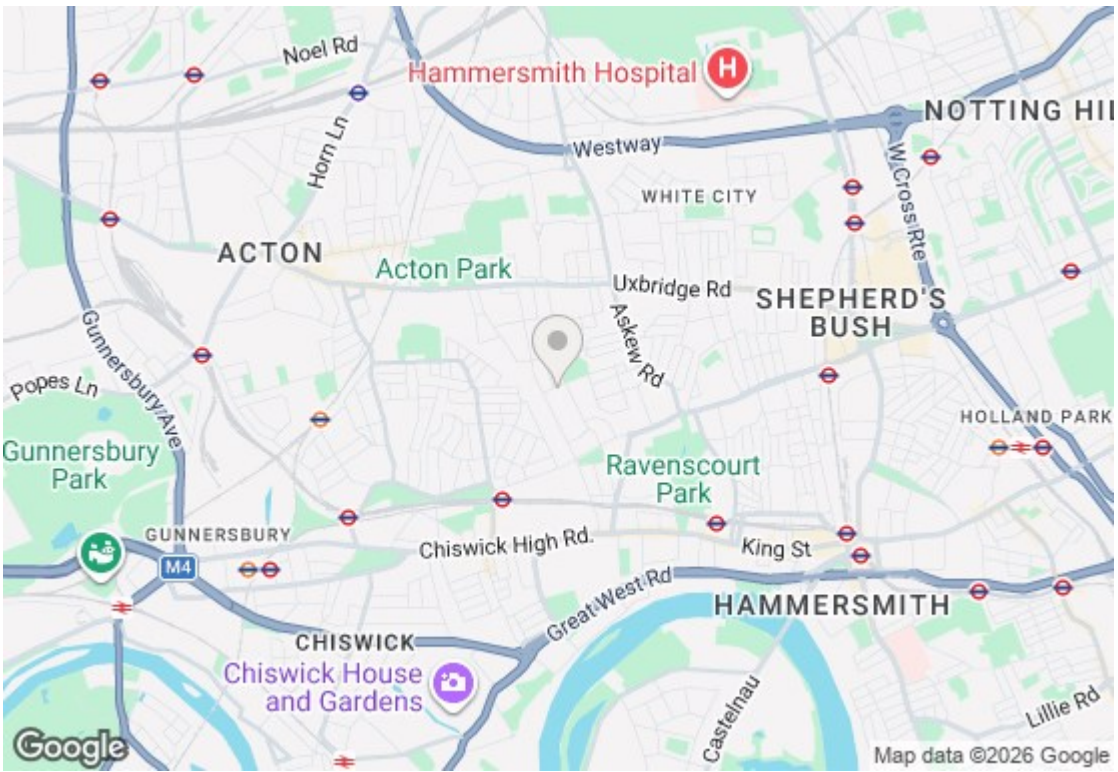 Noel Rd
Hammersmith Hospital
H
NOTTING HIL
Horn Ln
Westway
W Cross Rte
WHITE CITY
ACTON
Acton Park
Uxbridge Rd
SHEPHERD'S
BUSH
Askew Rd
Gunnersbury Ave
Popes Ln
HOLLAND PARK
Gunnersbury
Park
Ravenscourt
Park
GUNNERSBURY
Chiswick High Rd.
King St
M4
Great West Rd
HAMMERSMITH
CHISWICK
Chiswick House
and Gardens
Castelnau
Lillie Rd
Google
Map data ©2026 Google